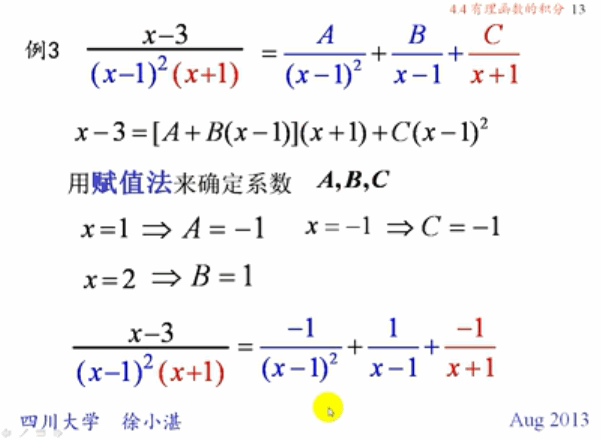 4.4 有理函数的积分 13
例3 \frac{x-3}{(x-1)^2(x+1)} = \frac{A}{(x-1)^2} + \frac{B}{x-1} + \frac{C}{x+1}
x-3=[A+B(x-1)](x+1)+C(x-1)^2
用赋值法来确定系数 A,B,C
x=1 ⇒ A=-1 x=-1 ⇒ C=-1
x=2 ⇒ B=1
\frac{x-3}{(x-1)^2(x+1)} = \frac{-1}{(x-1)^2} + \frac{1}{x-1} + \frac{-1}{x+1}
四川大学 徐小湛 Aug 2013